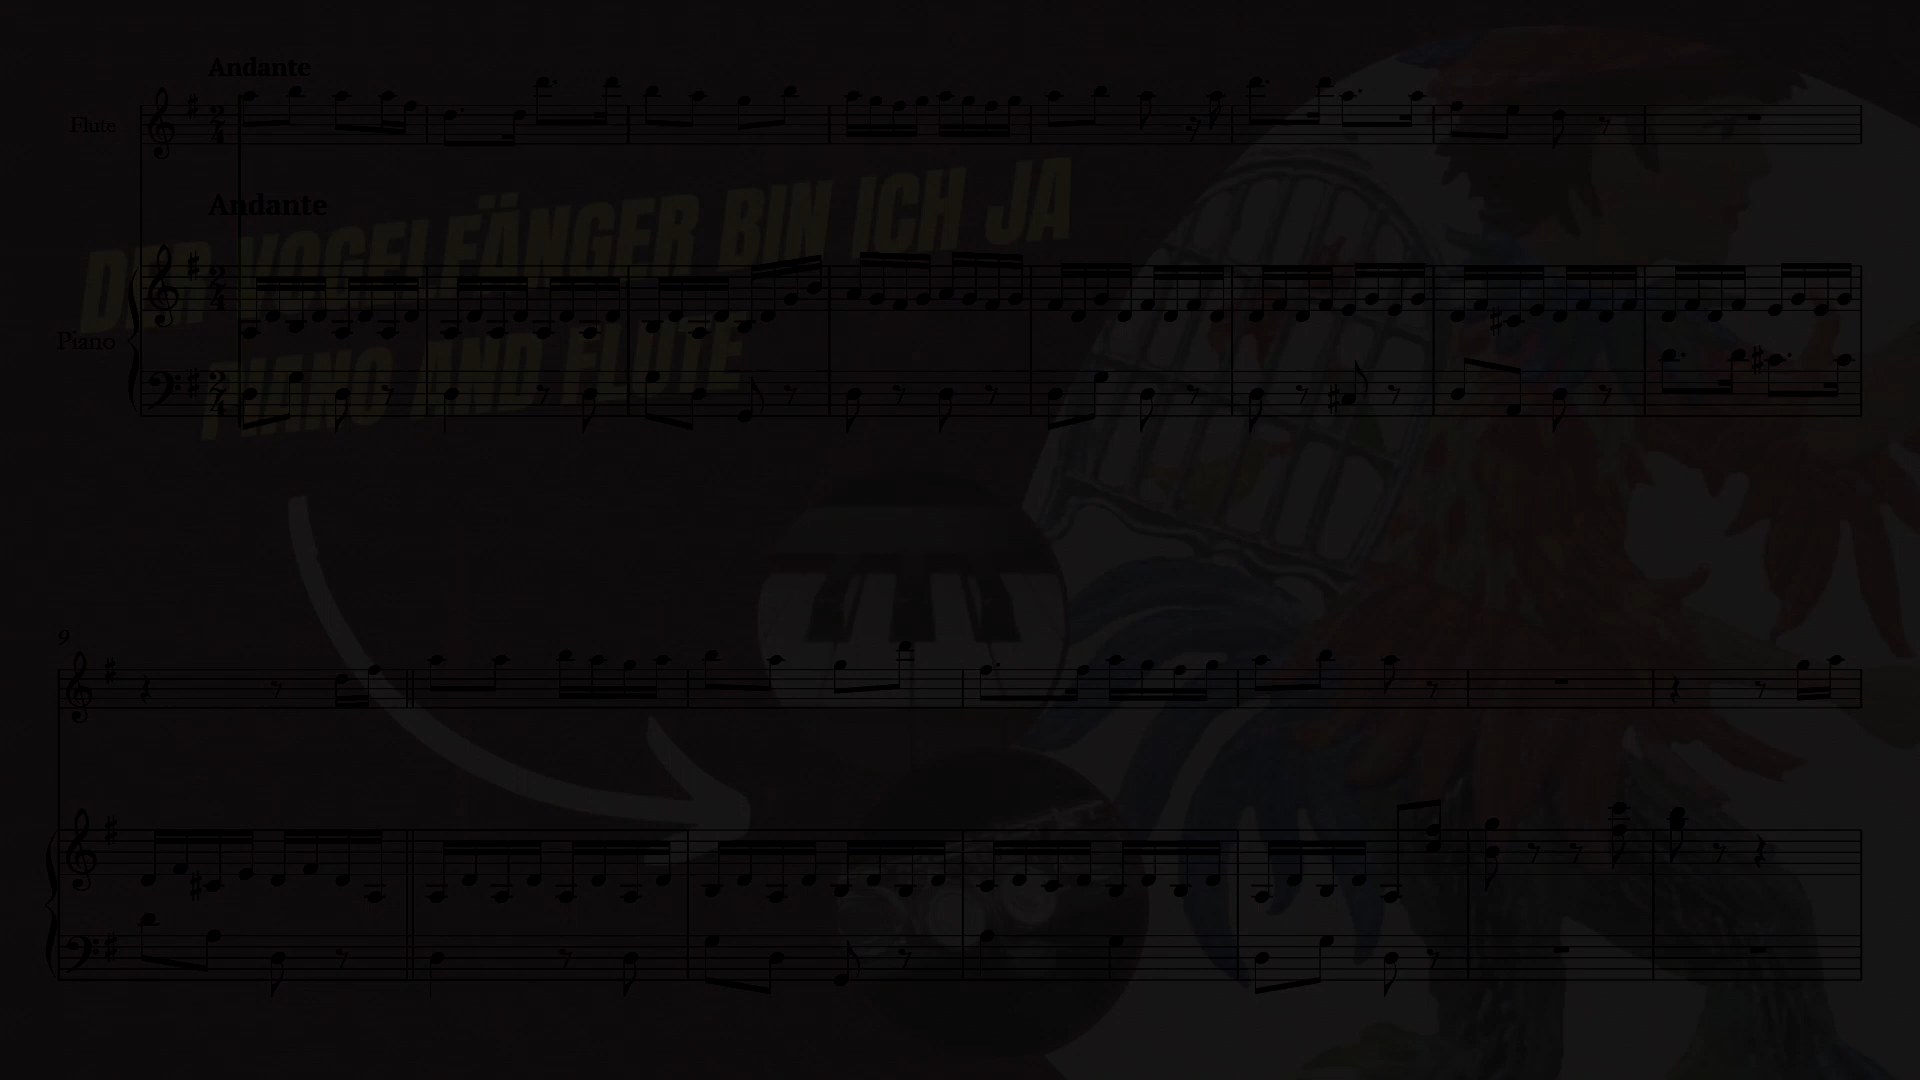 Andante
Flute
Andante
DER VOGELFÄNGER BIN ICH JA
Piano
PIANO AND FLUTE
9